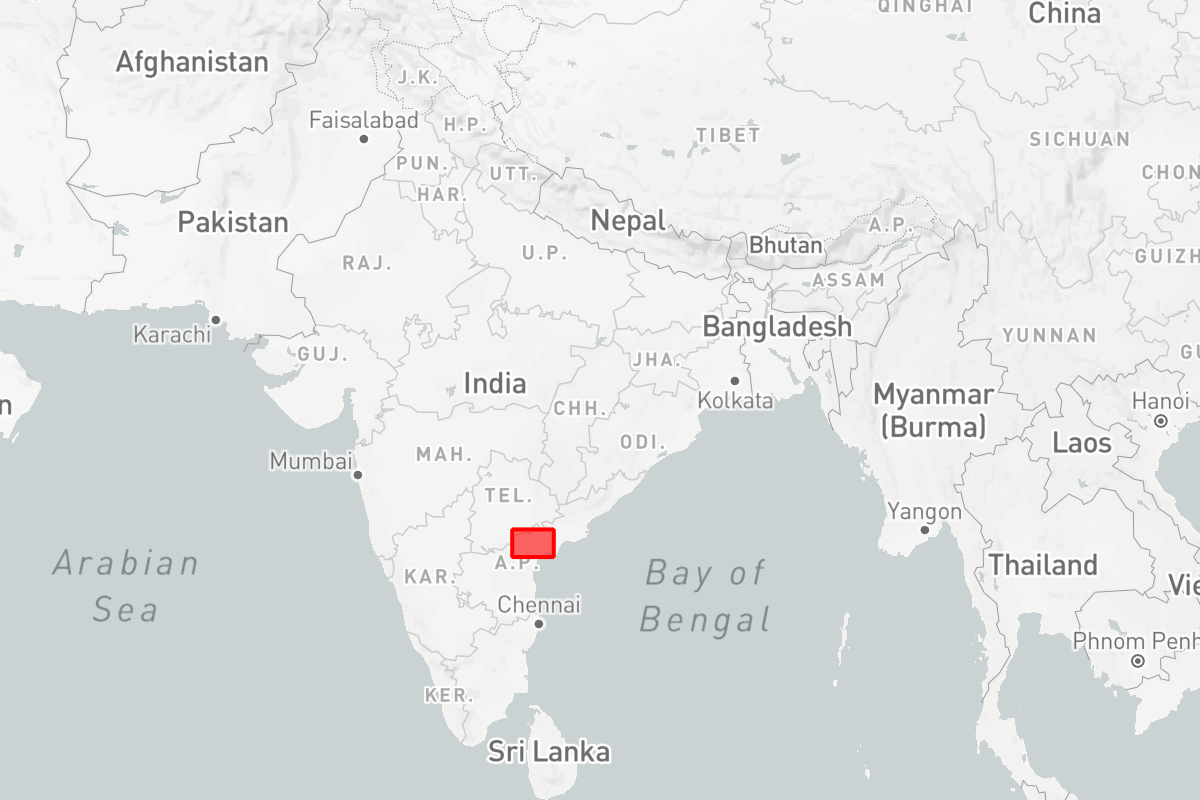 QINGHAI
China
Afghanistan
J.K.
Faisalabad
H.P.
TIBET
SICHUAN
PUN.
UTT.
CHON
HAR.
Pakistan
Nepal
A.P.
Bhutan
U.P.
GUIZH
RAJ.
ASSAM
Karachi
Bangladesh
YUNNAN
GUJ.
JHA.
GU
India
Kolkata
Myanmar
(Burma)
Hanoi
n
CHH.
ODI.
Laos
MAH.
Mumbai
TEL.
Yangon
Arabian
Sea
A.P.
Bay of
Bengal
Thailand
KAR.
Vie
Chennai
Phnom Penh
KER.
Sri Lanka